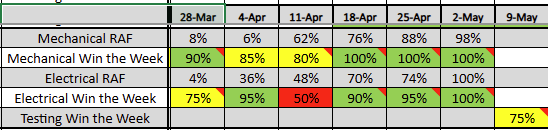 28-Mar 4-Apr 11-Apr 18-Apr 25-Apr 2-May 9-May
Mechanical RAF 8% 6% 62% 76% 88% 98%
Mechanical Win the Week 90% 85% 80% 100% 100% 100%
Electrical RAF 4% 36% 48% 70% 74% 100%
Electrical Win the Week 75% 95% 50% 90% 95% 100%
Testing Win the Week 75%